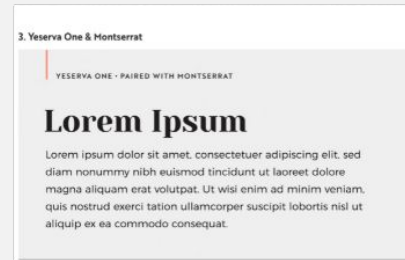 3. Yeserva One & Montserrat
YESERVA ONE • PAIRED WITH MONTSERRAT
Lorem Ipsum
Lorem ipsum dolor sit amet, consectetuer adipiscing elit, sed
diam nonummy nibh euismod tincidunt ut laoreet dolore
magna aliquam erat volutpat. Ut wisi enim ad minim veniam,
quis nostrud exerci tation ullamcorper suscipit lobortis nisl ut
aliquip ex ea commodo consequat.